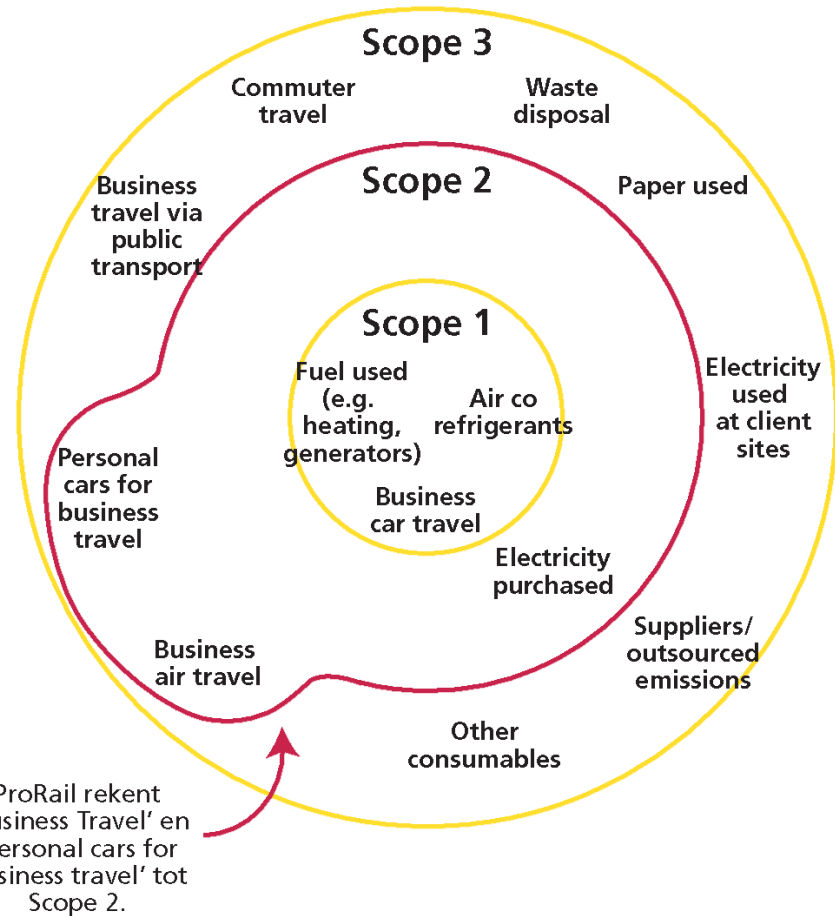 Scope 3
Commuter
travel
Waste
disposal
Scope 2
Business
travel via
public
transport
Paper used
Scope 1
Fuel used
(e.g.
heating,
generators)
Air co
refrigerants
Business
car travel
Electricity
used
at client
sites
Personal
cars for
business
travel
Electricity
purchased
Business
air travel
Suppliers/
outsourced
emissions
Other
consumables
ProRail rekent
Travel’ en
cars for
travel’ tot
Scope 2.